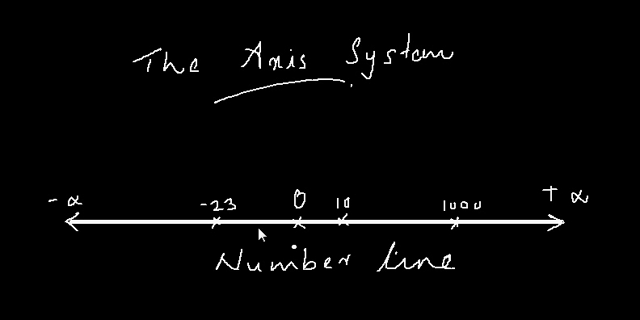 The Axis System
-α -23 0 10 1000 +α
Number line